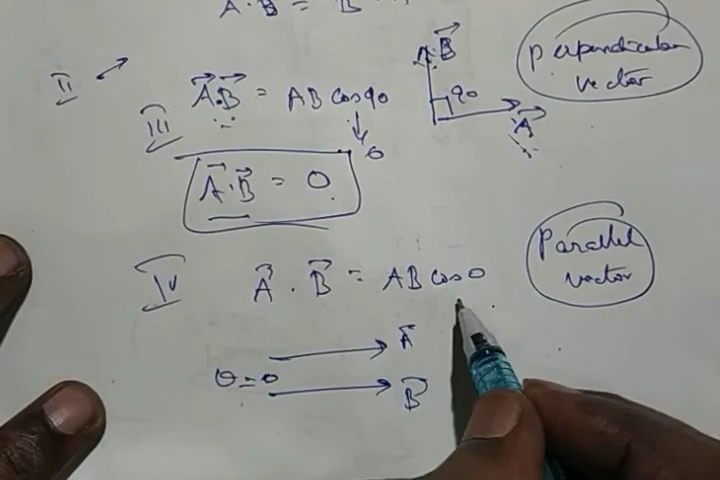 A · B = B
B⃗
Perpendicular
vector
II
III A⃗·B⃗ = AB cos 90
90
A⃗
0
A⃗·B⃗ = 0
Parallel
vector
IV A⃗ · B⃗ = AB cos 0
A⃗
θ = 0
B⃗